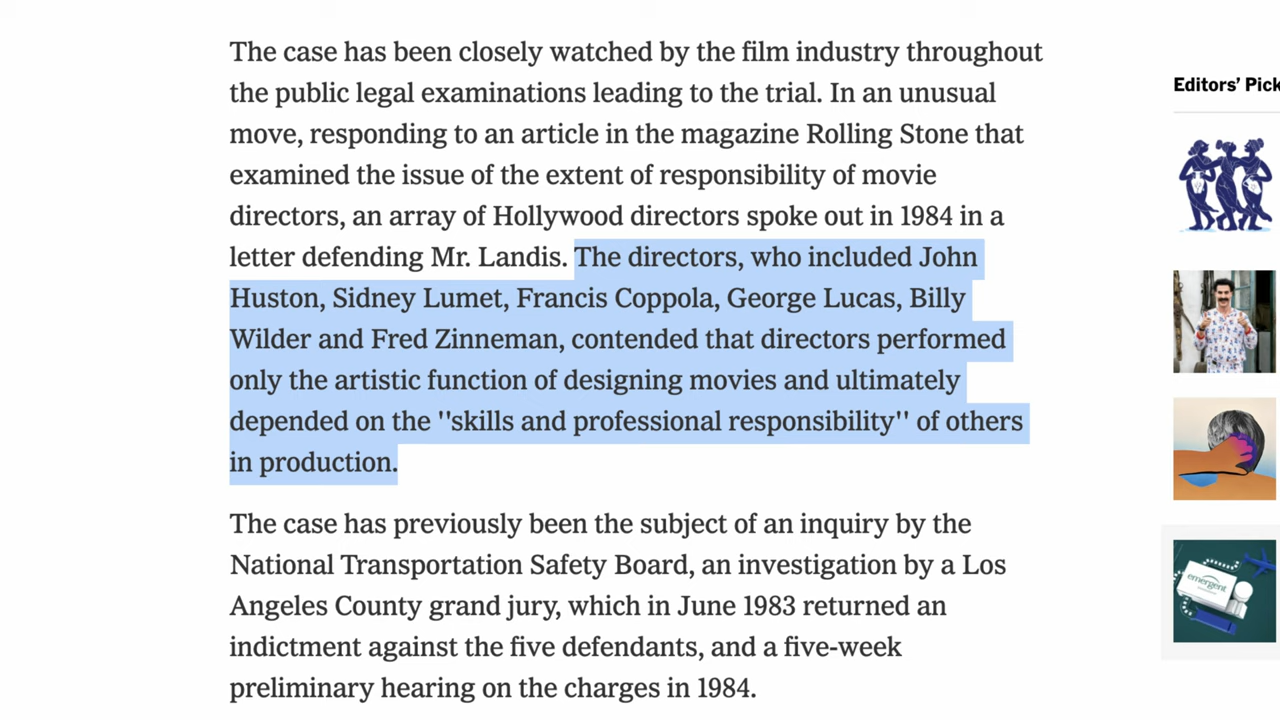 The case has been closely watched by the film industry throughout
the public legal examinations leading to the trial. In an unusual
move, responding to an article in the magazine Rolling Stone that
examined the issue of the extent of responsibility of movie
directors, an array of Hollywood directors spoke out in 1984 in a
letter defending Mr. Landis. The directors, who included John
Huston, Sidney Lumet, Francis Coppola, George Lucas, Billy
Wilder and Fred Zinneman, contended that directors performed
only the artistic function of designing movies and ultimately
depended on the ''skills and professional responsibility'' of others
in production.
The case has previously been the subject of an inquiry by the
National Transportation Safety Board, an investigation by a Los
Angeles County grand jury, which in June 1983 returned an
indictment against the five defendants, and a five-week
preliminary hearing on the charges in 1984.
Editors' Pick
emergent